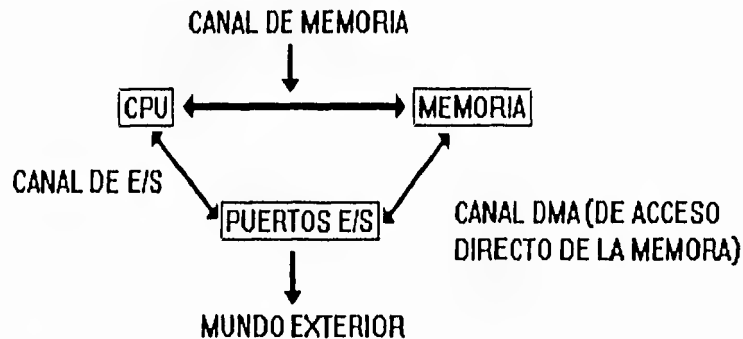 CANAL DE MEMORIA
CPU
MEMORIA
CANAL DE E/S
PUERTOS E/S
CANAL DMA (DE ACCESO
DIRECTO DE LA MEMORA)
MUNDO EXTERIOR